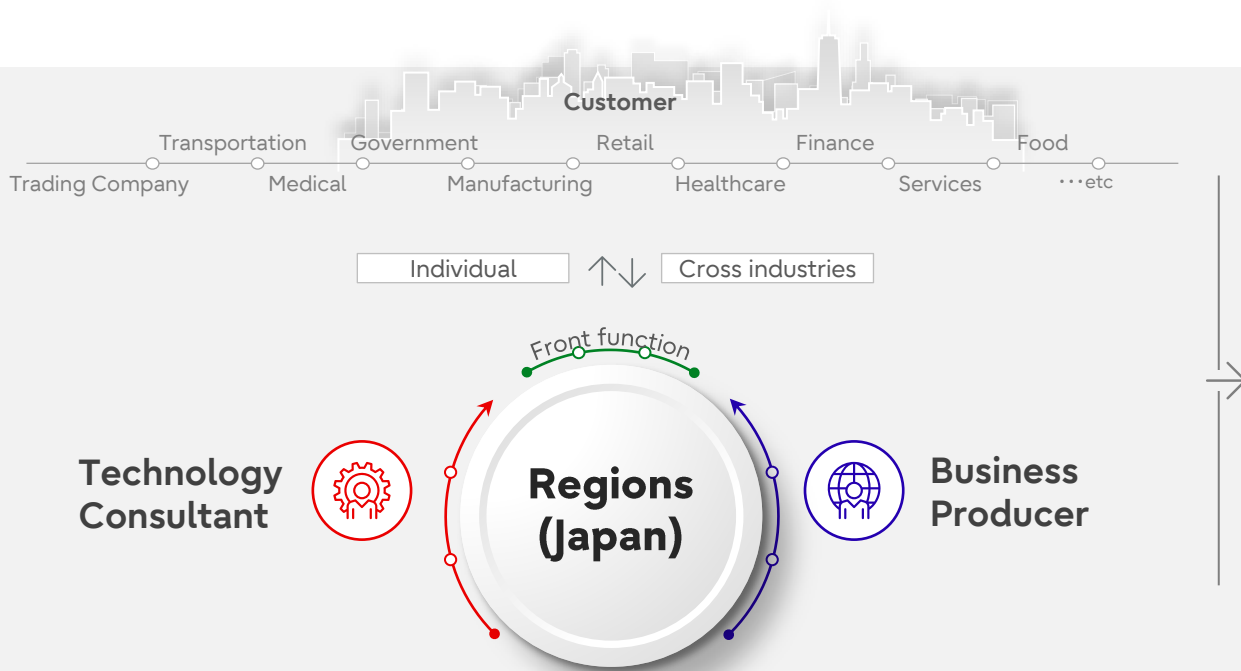 Customer
Transportation
Government
Retail
Finance
Food
Trading Company
Medical
Manufacturing
Healthcare
Services
···etc
Individual
Cross industries
Front function
Technology
Consultant
Regions
(Japan)
Business
Producer